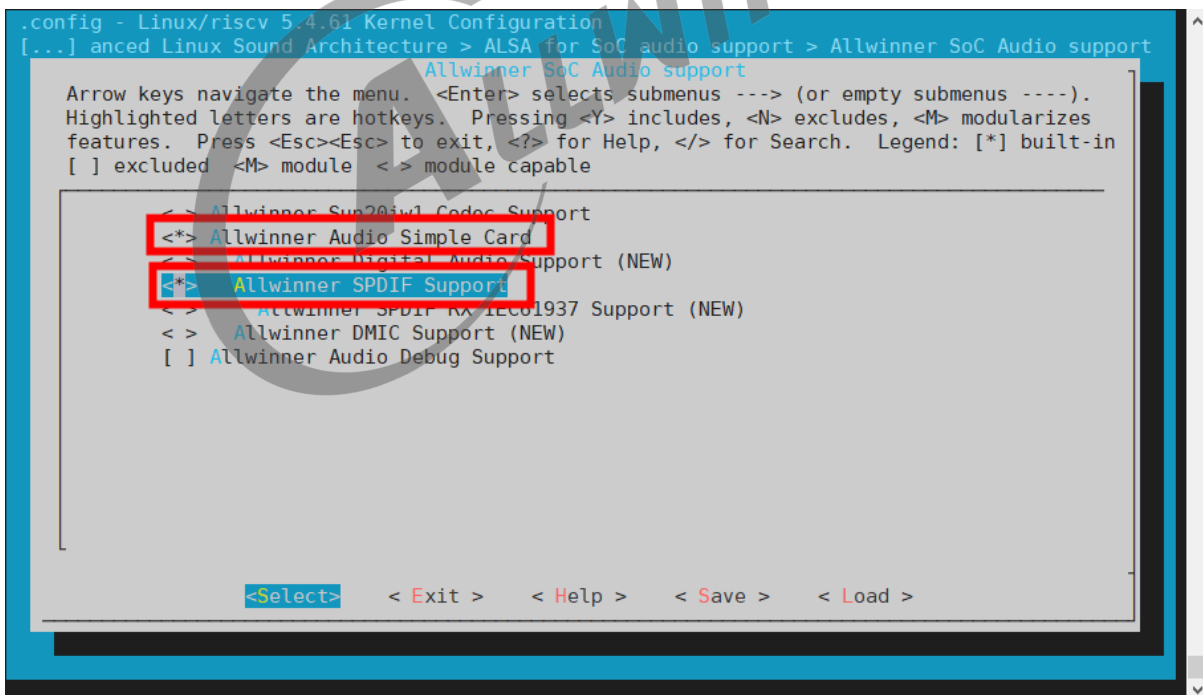 .config - Linux/riscv 5.4.61 Kernel Configuration
[...] anced Linux Sound Architecture > ALSA for SoC audio support > Allwinner SoC Audio support
Allwinner SoC Audio support
Arrow keys navigate the menu.  <Enter> selects submenus ---> (or empty submenus ----).
Highlighted letters are hotkeys.  Pressing <Y> includes, <N> excludes, <M> modularizes
features.  Press <Esc><Esc> to exit, <?> for Help, </> for Search.  Legend: [*] built-in
[ ] excluded  <M> module  < > module capable
< > Allwinner Sun20iw1 Codec Support
<*> Allwinner Audio Simple Card
< >   Allwinner Digital Audio Support (NEW)
<*>   Allwinner SPDIF Support
< >     Allwinner SPDIF RX IEC61937 Support (NEW)
< >   Allwinner DMIC Support (NEW)
[ ] Allwinner Audio Debug Support
<Select>    < Exit >    < Help >    < Save >    < Load >